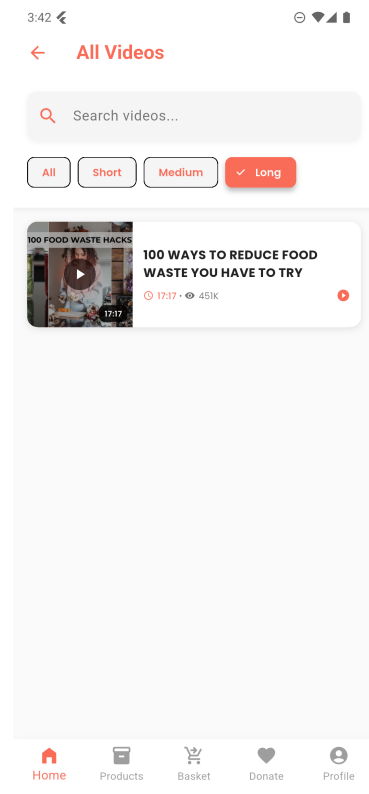 3:42
All Videos
Search videos...
All
Short
Medium
Long
100 FOOD WASTE HACKS
17:17
100 WAYS TO REDUCE FOOD
WASTE YOU HAVE TO TRY
17:17 • 451K
Home
Products
Basket
Donate
Profile